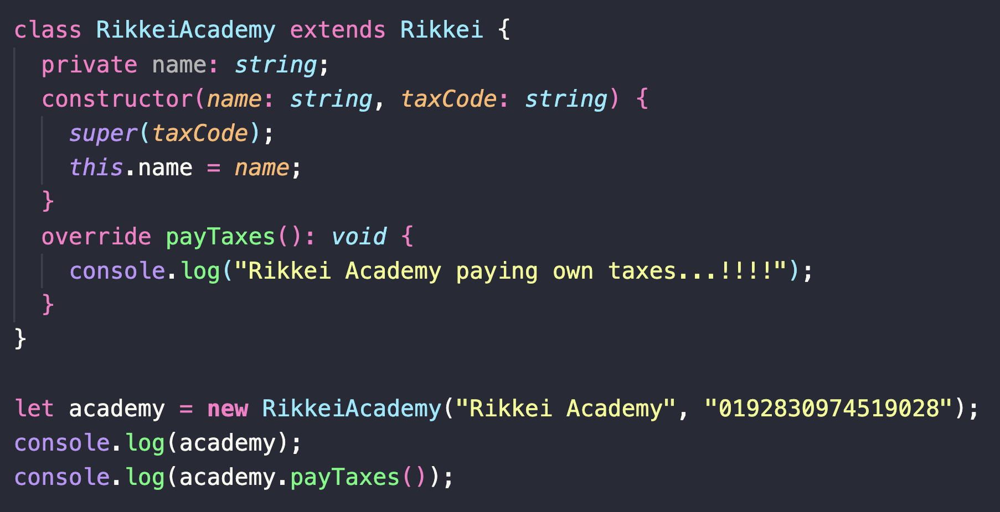 class RikkeiAcademy extends Rikkei {
  private name: string;
  constructor(name: string, taxCode: string) {
    super(taxCode);
    this.name = name;
  }
  override payTaxes(): void {
    console.log("Rikkei Academy paying own taxes...!!!!");
  }
}

let academy = new RikkeiAcademy("Rikkei Academy", "0192830974519028");
console.log(academy);
console.log(academy.payTaxes());